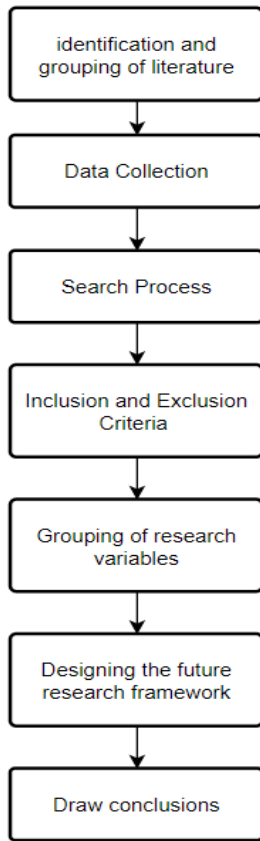 identification and
grouping of literature
Data Collection
Search Process
Inclusion and Exclusion
Criteria
Grouping of research
variables
Designing the future
research framework
Draw conclusions